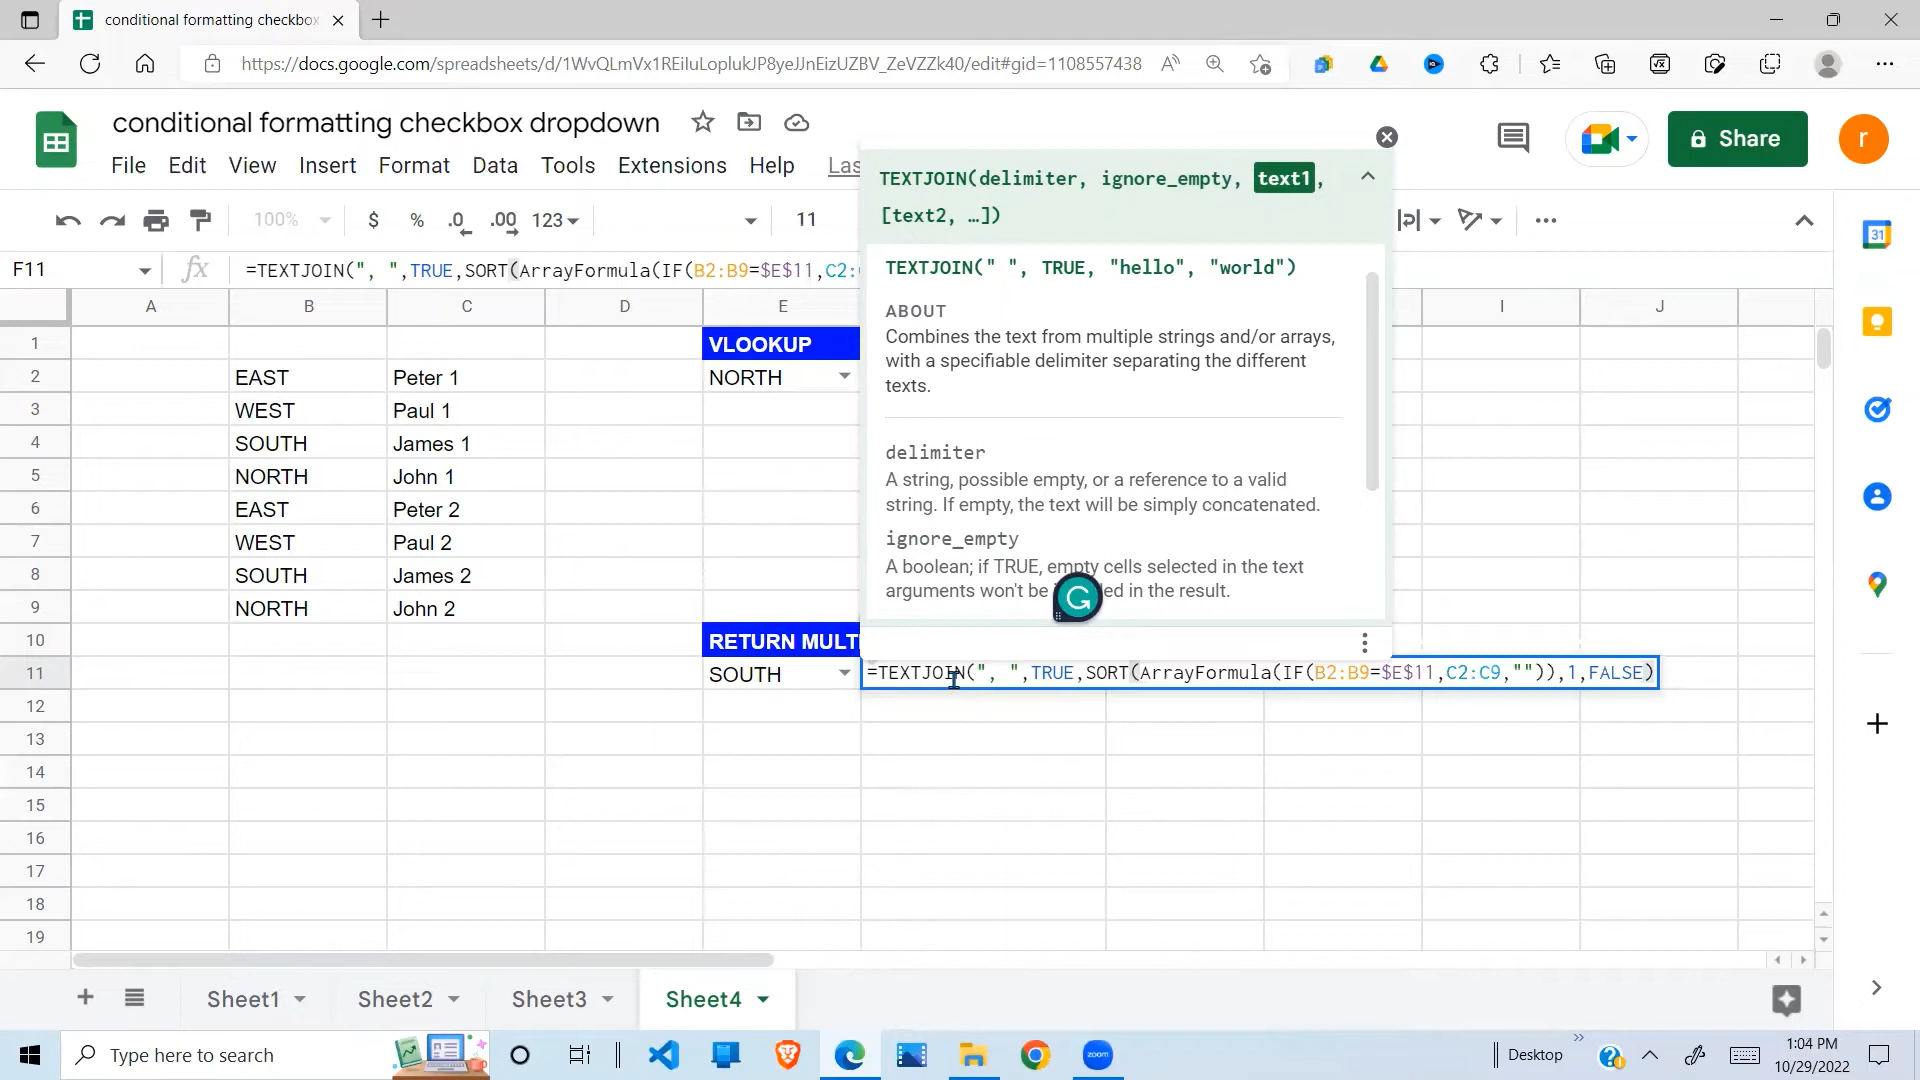 conditional formatting checkbox
https://docs.google.com/spreadsheets/d/1WvQLmVx1REiIuLoplukJP8yeJJnEizUZBV_ZeVZZk40/edit#gid=1108557438
conditional formatting checkbox dropdown
File Edit View Insert Format Data Tools Extensions Help Las
Share
r
100%
$ % .0 .00 123
11
F11
fx
=TEXTJOIN(", ",TRUE,SORT(ArrayFormula(IF(B2:B9=$E$11,C2:
TEXTJOIN(delimiter, ignore_empty, text1,
[text2, …])
TEXTJOIN(" ", TRUE, "hello", "world")
ABOUT
Combines the text from multiple strings and/or arrays,
with a specifiable delimiter separating the different
texts.
delimiter
A string, possible empty, or a reference to a valid
string. If empty, the text will be simply concatenated.
ignore_empty
A boolean; if TRUE, empty cells selected in the text
arguments won't be ed in the result.
A B C D E I J
1 VLOOKUP
2 EAST Peter 1 NORTH
3 WEST Paul 1
4 SOUTH James 1
5 NORTH John 1
6 EAST Peter 2
7 WEST Paul 2
8 SOUTH James 2
9 NORTH John 2
10 RETURN MULT
11 SOUTH =TEXTJOIN(", ",TRUE,SORT(ArrayFormula(IF(B2:B9=$E$11,C2:C9,"")),1,FALSE)
12
13
14
15
16
17
18
19
31
Sheet1 Sheet2 Sheet3 Sheet4
Type here to search
zoom
Desktop
1:04 PM
10/29/2022